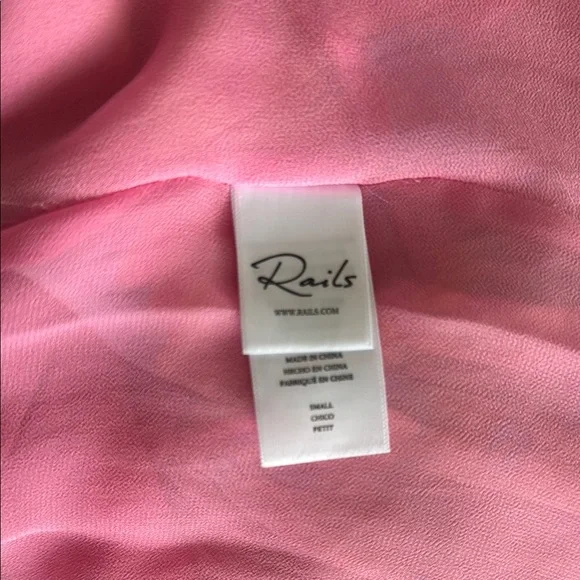 Rails
WWW.RAILS.COM
MADE IN CHINA
HECHO EN CHINA
FABRIQUÉ EN CHINE
SMALL
CHICO
PETIT